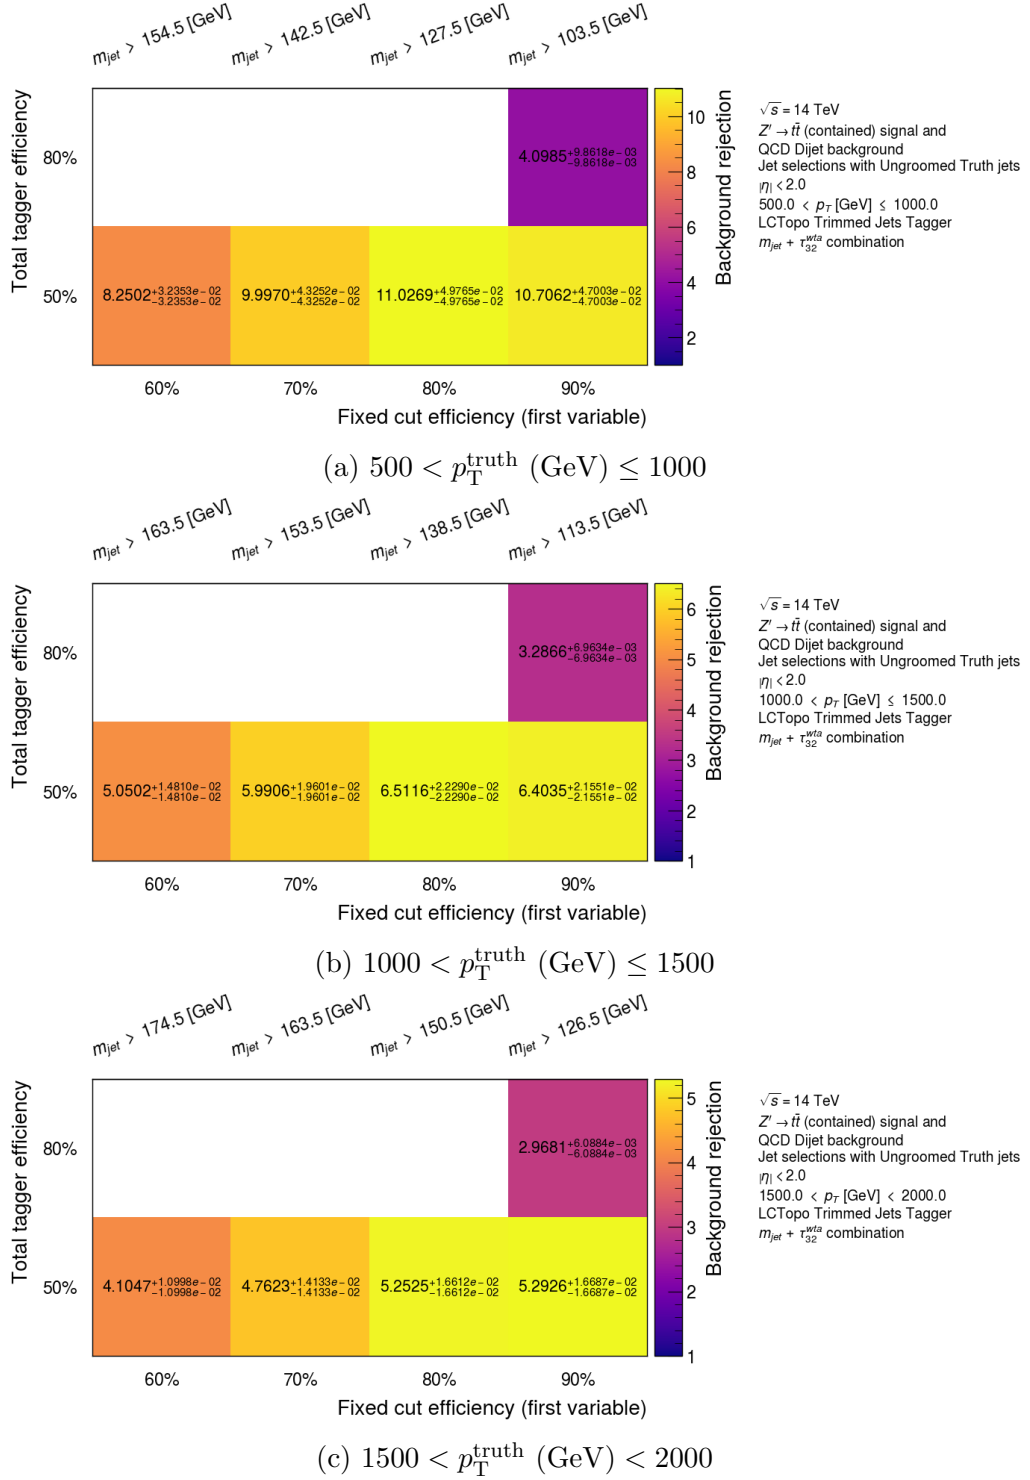 m_jet > 154.5 [GeV] m_jet > 142.5 [GeV] m_jet > 127.5 [GeV] m_jet > 103.5 [GeV]
Total tagger efficiency
80%
50%
4.0985 +9.8618e−03 −9.8618e−03
8.2502 +3.2353e−02 −3.2353e−02
9.9970 +4.3252e−02 −4.3252e−02
11.0269 +4.9765e−02 −4.9765e−02
10.7062 +4.7003e−02 −4.7003e−02
60% 70% 80% 90%
Fixed cut efficiency (first variable)
10
8
6
4
2
Background rejection
√s = 14 TeV
Z′ → tt̄ (contained) signal and
QCD Dijet background
Jet selections with Ungroomed Truth jets
|η| < 2.0
500.0 < p_T [GeV] ≤ 1000.0
LCTopo Trimmed Jets Tagger
m_jet + τ_32^wta combination
(a) 500 < p_T^truth (GeV) ≤ 1000
m_jet > 163.5 [GeV] m_jet > 153.5 [GeV] m_jet > 138.5 [GeV] m_jet > 113.5 [GeV]
Total tagger efficiency
80%
50%
3.2866 +6.9634e−03 −6.9634e−03
5.0502 +1.4810e−02 −1.4810e−02
5.9906 +1.9601e−02 −1.9601e−02
6.5116 +2.2290e−02 −2.2290e−02
6.4035 +2.1551e−02 −2.1551e−02
60% 70% 80% 90%
Fixed cut efficiency (first variable)
6
5
4
3
2
1
Background rejection
√s = 14 TeV
Z′ → tt̄ (contained) signal and
QCD Dijet background
Jet selections with Ungroomed Truth jets
|η| < 2.0
1000.0 < p_T [GeV] ≤ 1500.0
LCTopo Trimmed Jets Tagger
m_jet + τ_32^wta combination
(b) 1000 < p_T^truth (GeV) ≤ 1500
m_jet > 174.5 [GeV] m_jet > 163.5 [GeV] m_jet > 150.5 [GeV] m_jet > 126.5 [GeV]
Total tagger efficiency
80%
50%
2.9681 +6.0884e−03 −6.0884e−03
4.1047 +1.0998e−02 −1.0998e−02
4.7623 +1.4133e−02 −1.4133e−02
5.2525 +1.6612e−02 −1.6612e−02
5.2926 +1.6687e−02 −1.6687e−02
60% 70% 80% 90%
Fixed cut efficiency (first variable)
5
4
3
2
1
Background rejection
√s = 14 TeV
Z′ → tt̄ (contained) signal and
QCD Dijet background
Jet selections with Ungroomed Truth jets
|η| < 2.0
1500.0 < p_T [GeV] < 2000.0
LCTopo Trimmed Jets Tagger
m_jet + τ_32^wta combination
(c) 1500 < p_T^truth (GeV) < 2000